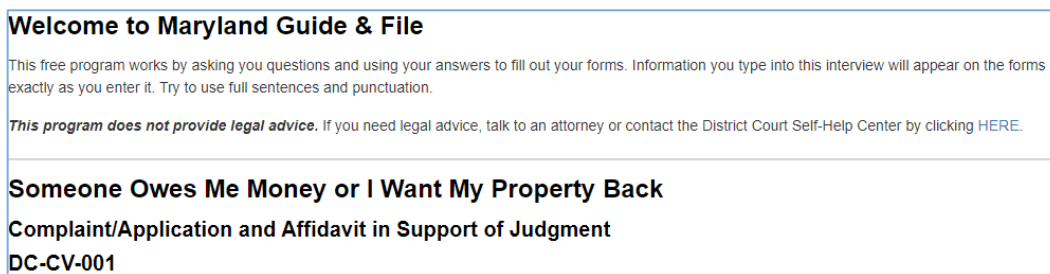 Welcome to Maryland Guide & File
This free program works by asking you questions and using your answers to fill out your forms. Information you type into this interview will appear on the forms
exactly as you enter it. Try to use full sentences and punctuation.
This program does not provide legal advice. If you need legal advice, talk to an attorney or contact the District Court Self-Help Center by clicking HERE.
Someone Owes Me Money or I Want My Property Back
Complaint/Application and Affidavit in Support of Judgment
DC-CV-001